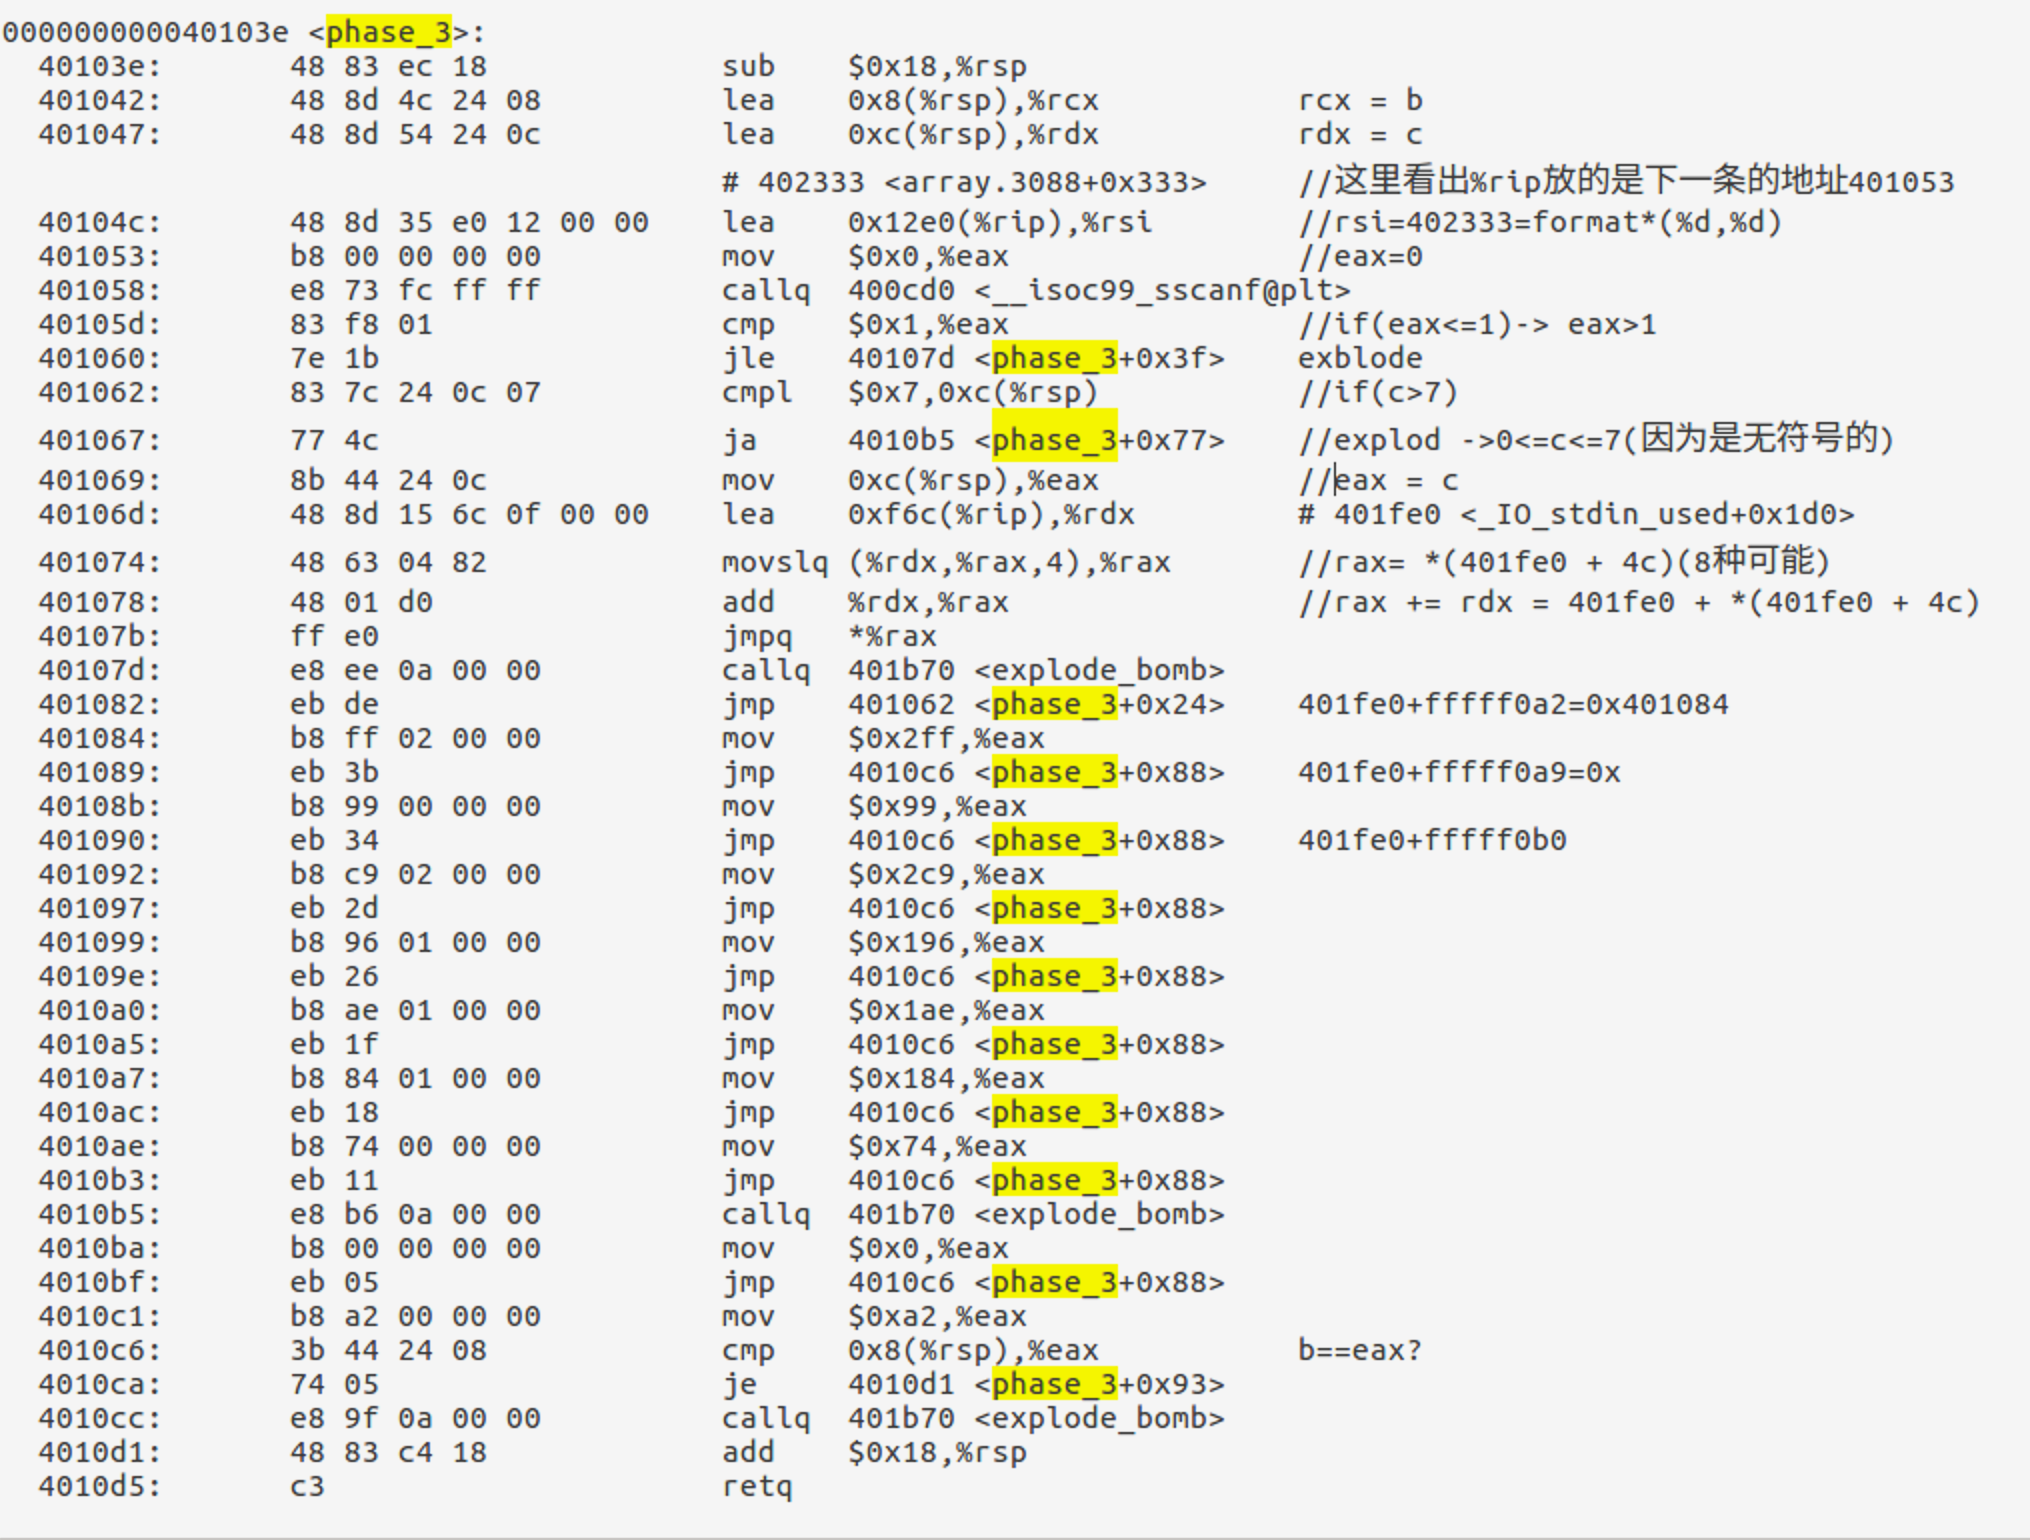 000000000040103e <phase_3>:
40103e: 48 83 ec 18 sub $0x18,%rsp
401042: 48 8d 4c 24 08 lea 0x8(%rsp),%rcx rcx = b
401047: 48 8d 54 24 0c lea 0xc(%rsp),%rdx rdx = c
# 402333 <array.3088+0x333> //这里看出%rip放的是下一条的地址401053
40104c: 48 8d 35 e0 12 00 00 lea 0x12e0(%rip),%rsi //rsi=402333=format*(%d,%d)
401053: b8 00 00 00 00 mov $0x0,%eax //eax=0
401058: e8 73 fc ff ff callq 400cd0 <__isoc99_sscanf@plt>
40105d: 83 f8 01 cmp $0x1,%eax //if(eax<=1)-> eax>1
401060: 7e 1b jle 40107d <phase_3+0x3f> exblode
401062: 83 7c 24 0c 07 cmpl $0x7,0xc(%rsp) //if(c>7)
401067: 77 4c ja 4010b5 <phase_3+0x77> //explod ->0<=c<=7(因为是无符号的)
401069: 8b 44 24 0c mov 0xc(%rsp),%eax //eax = c
40106d: 48 8d 15 6c 0f 00 00 lea 0xf6c(%rip),%rdx # 401fe0 <_IO_stdin_used+0x1d0>
401074: 48 63 04 82 movslq (%rdx,%rax,4),%rax //rax= *(401fe0 + 4c)(8种可能)
401078: 48 01 d0 add %rdx,%rax //rax += rdx = 401fe0 + *(401fe0 + 4c)
40107b: ff e0 jmpq *%rax
40107d: e8 ee 0a 00 00 callq 401b70 <explode_bomb>
401082: eb de jmp 401062 <phase_3+0x24> 401fe0+fffff0a2=0x401084
401084: b8 ff 02 00 00 mov $0x2ff,%eax
401089: eb 3b jmp 4010c6 <phase_3+0x88> 401fe0+fffff0a9=0x
40108b: b8 99 00 00 00 mov $0x99,%eax
401090: eb 34 jmp 4010c6 <phase_3+0x88> 401fe0+fffff0b0
401092: b8 c9 02 00 00 mov $0x2c9,%eax
401097: eb 2d jmp 4010c6 <phase_3+0x88>
401099: b8 96 01 00 00 mov $0x196,%eax
40109e: eb 26 jmp 4010c6 <phase_3+0x88>
4010a0: b8 ae 01 00 00 mov $0x1ae,%eax
4010a5: eb 1f jmp 4010c6 <phase_3+0x88>
4010a7: b8 84 01 00 00 mov $0x184,%eax
4010ac: eb 18 jmp 4010c6 <phase_3+0x88>
4010ae: b8 74 00 00 00 mov $0x74,%eax
4010b3: eb 11 jmp 4010c6 <phase_3+0x88>
4010b5: e8 b6 0a 00 00 callq 401b70 <explode_bomb>
4010ba: b8 00 00 00 00 mov $0x0,%eax
4010bf: eb 05 jmp 4010c6 <phase_3+0x88>
4010c1: b8 a2 00 00 00 mov $0xa2,%eax
4010c6: 3b 44 24 08 cmp 0x8(%rsp),%eax b==eax?
4010ca: 74 05 je 4010d1 <phase_3+0x93>
4010cc: e8 9f 0a 00 00 callq 401b70 <explode_bomb>
4010d1: 48 83 c4 18 add $0x18,%rsp
4010d5: c3 retq